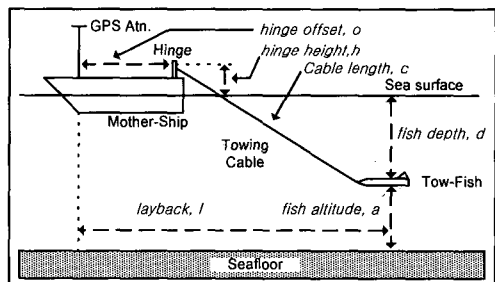 GPS Atn.
hinge offset, o
Hinge
hinge height,h
Cable length, c
Sea surface
Mother-Ship
fish depth, d
Towing
Cable
Tow-Fish
layback, l
fish altitude, a
Seafloor